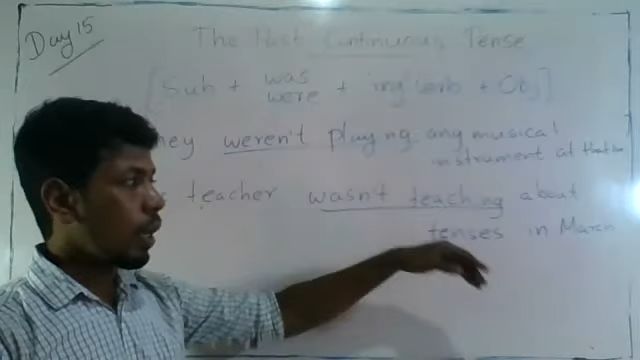 Day 15
The Past Continuous Tense
[Sub + was were + ing verb + Obj]
hey weren't playing any musical
instrument at that
teacher wasn't teaching about
tenses in March